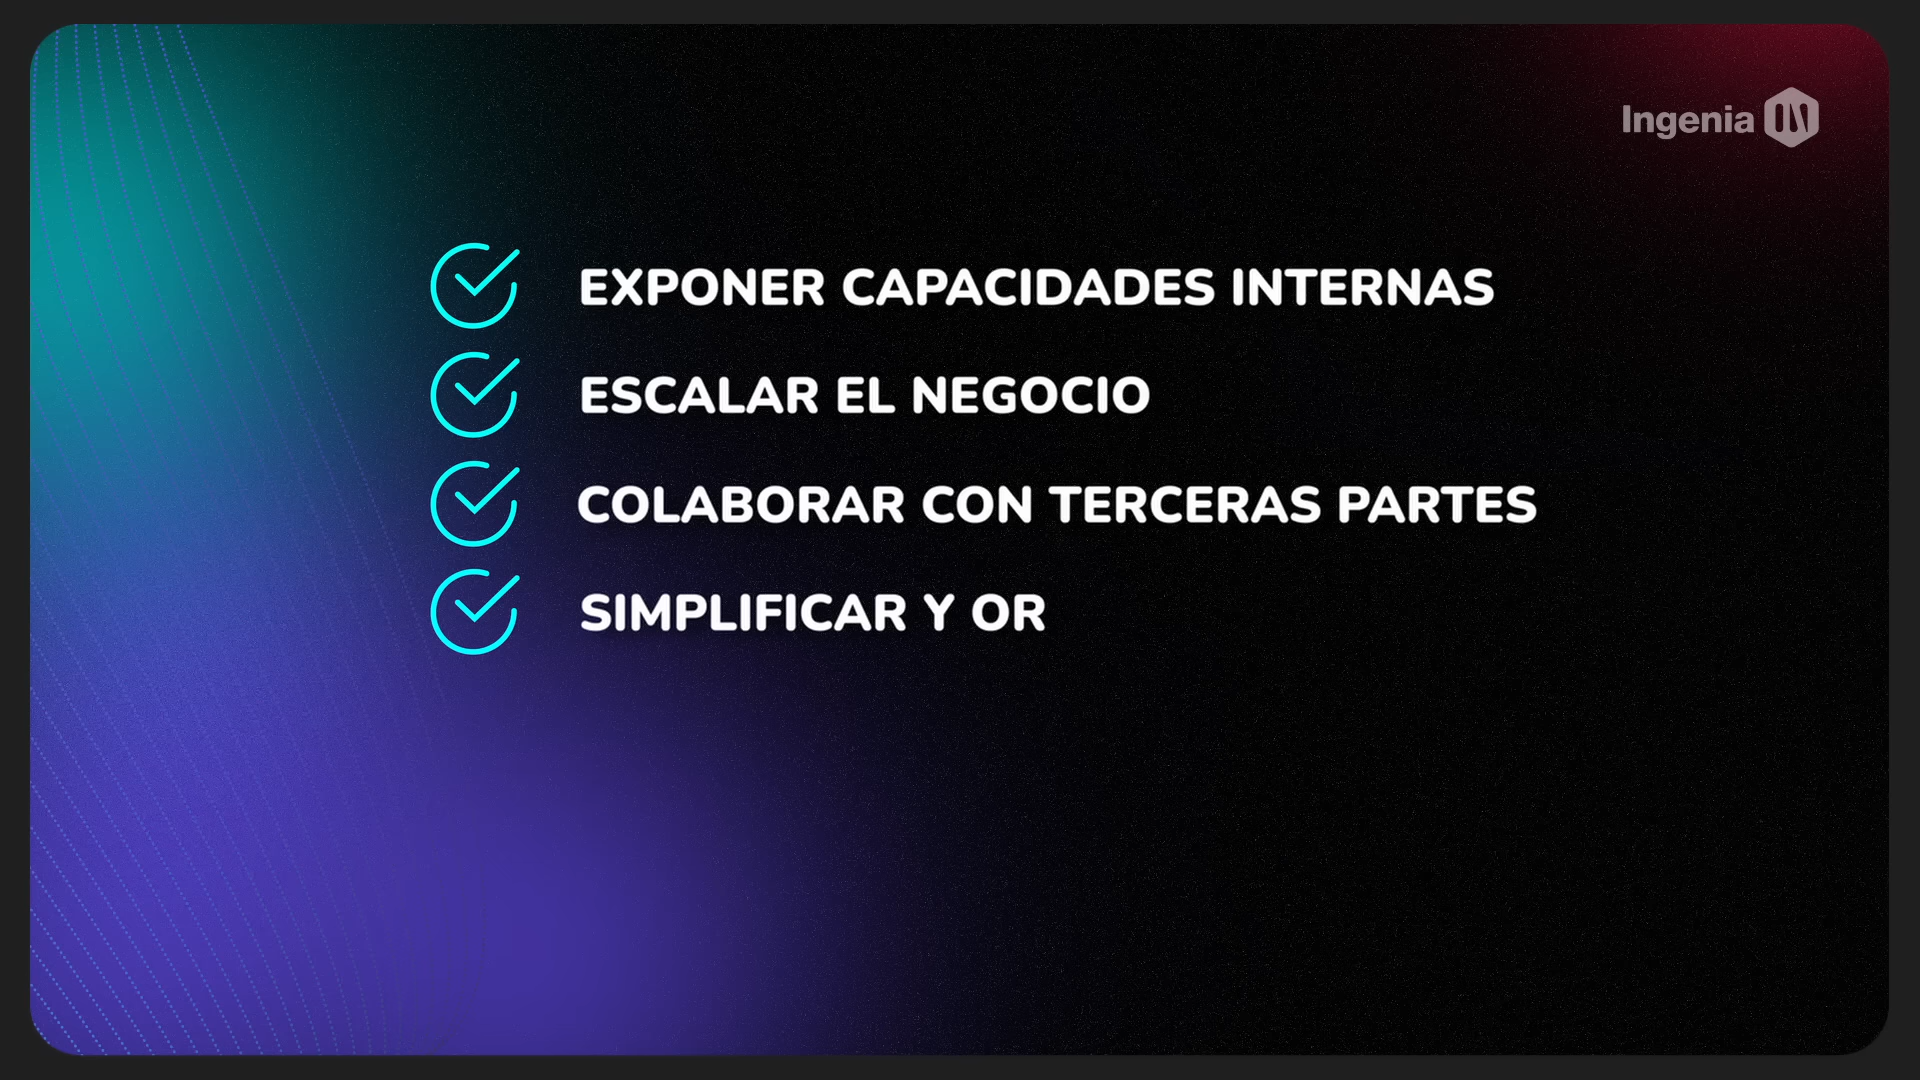 Ingenia
EXPONER CAPACIDADES INTERNAS
ESCALAR EL NEGOCIO
COLABORAR CON TERCERAS PARTES
SIMPLIFICAR Y OR